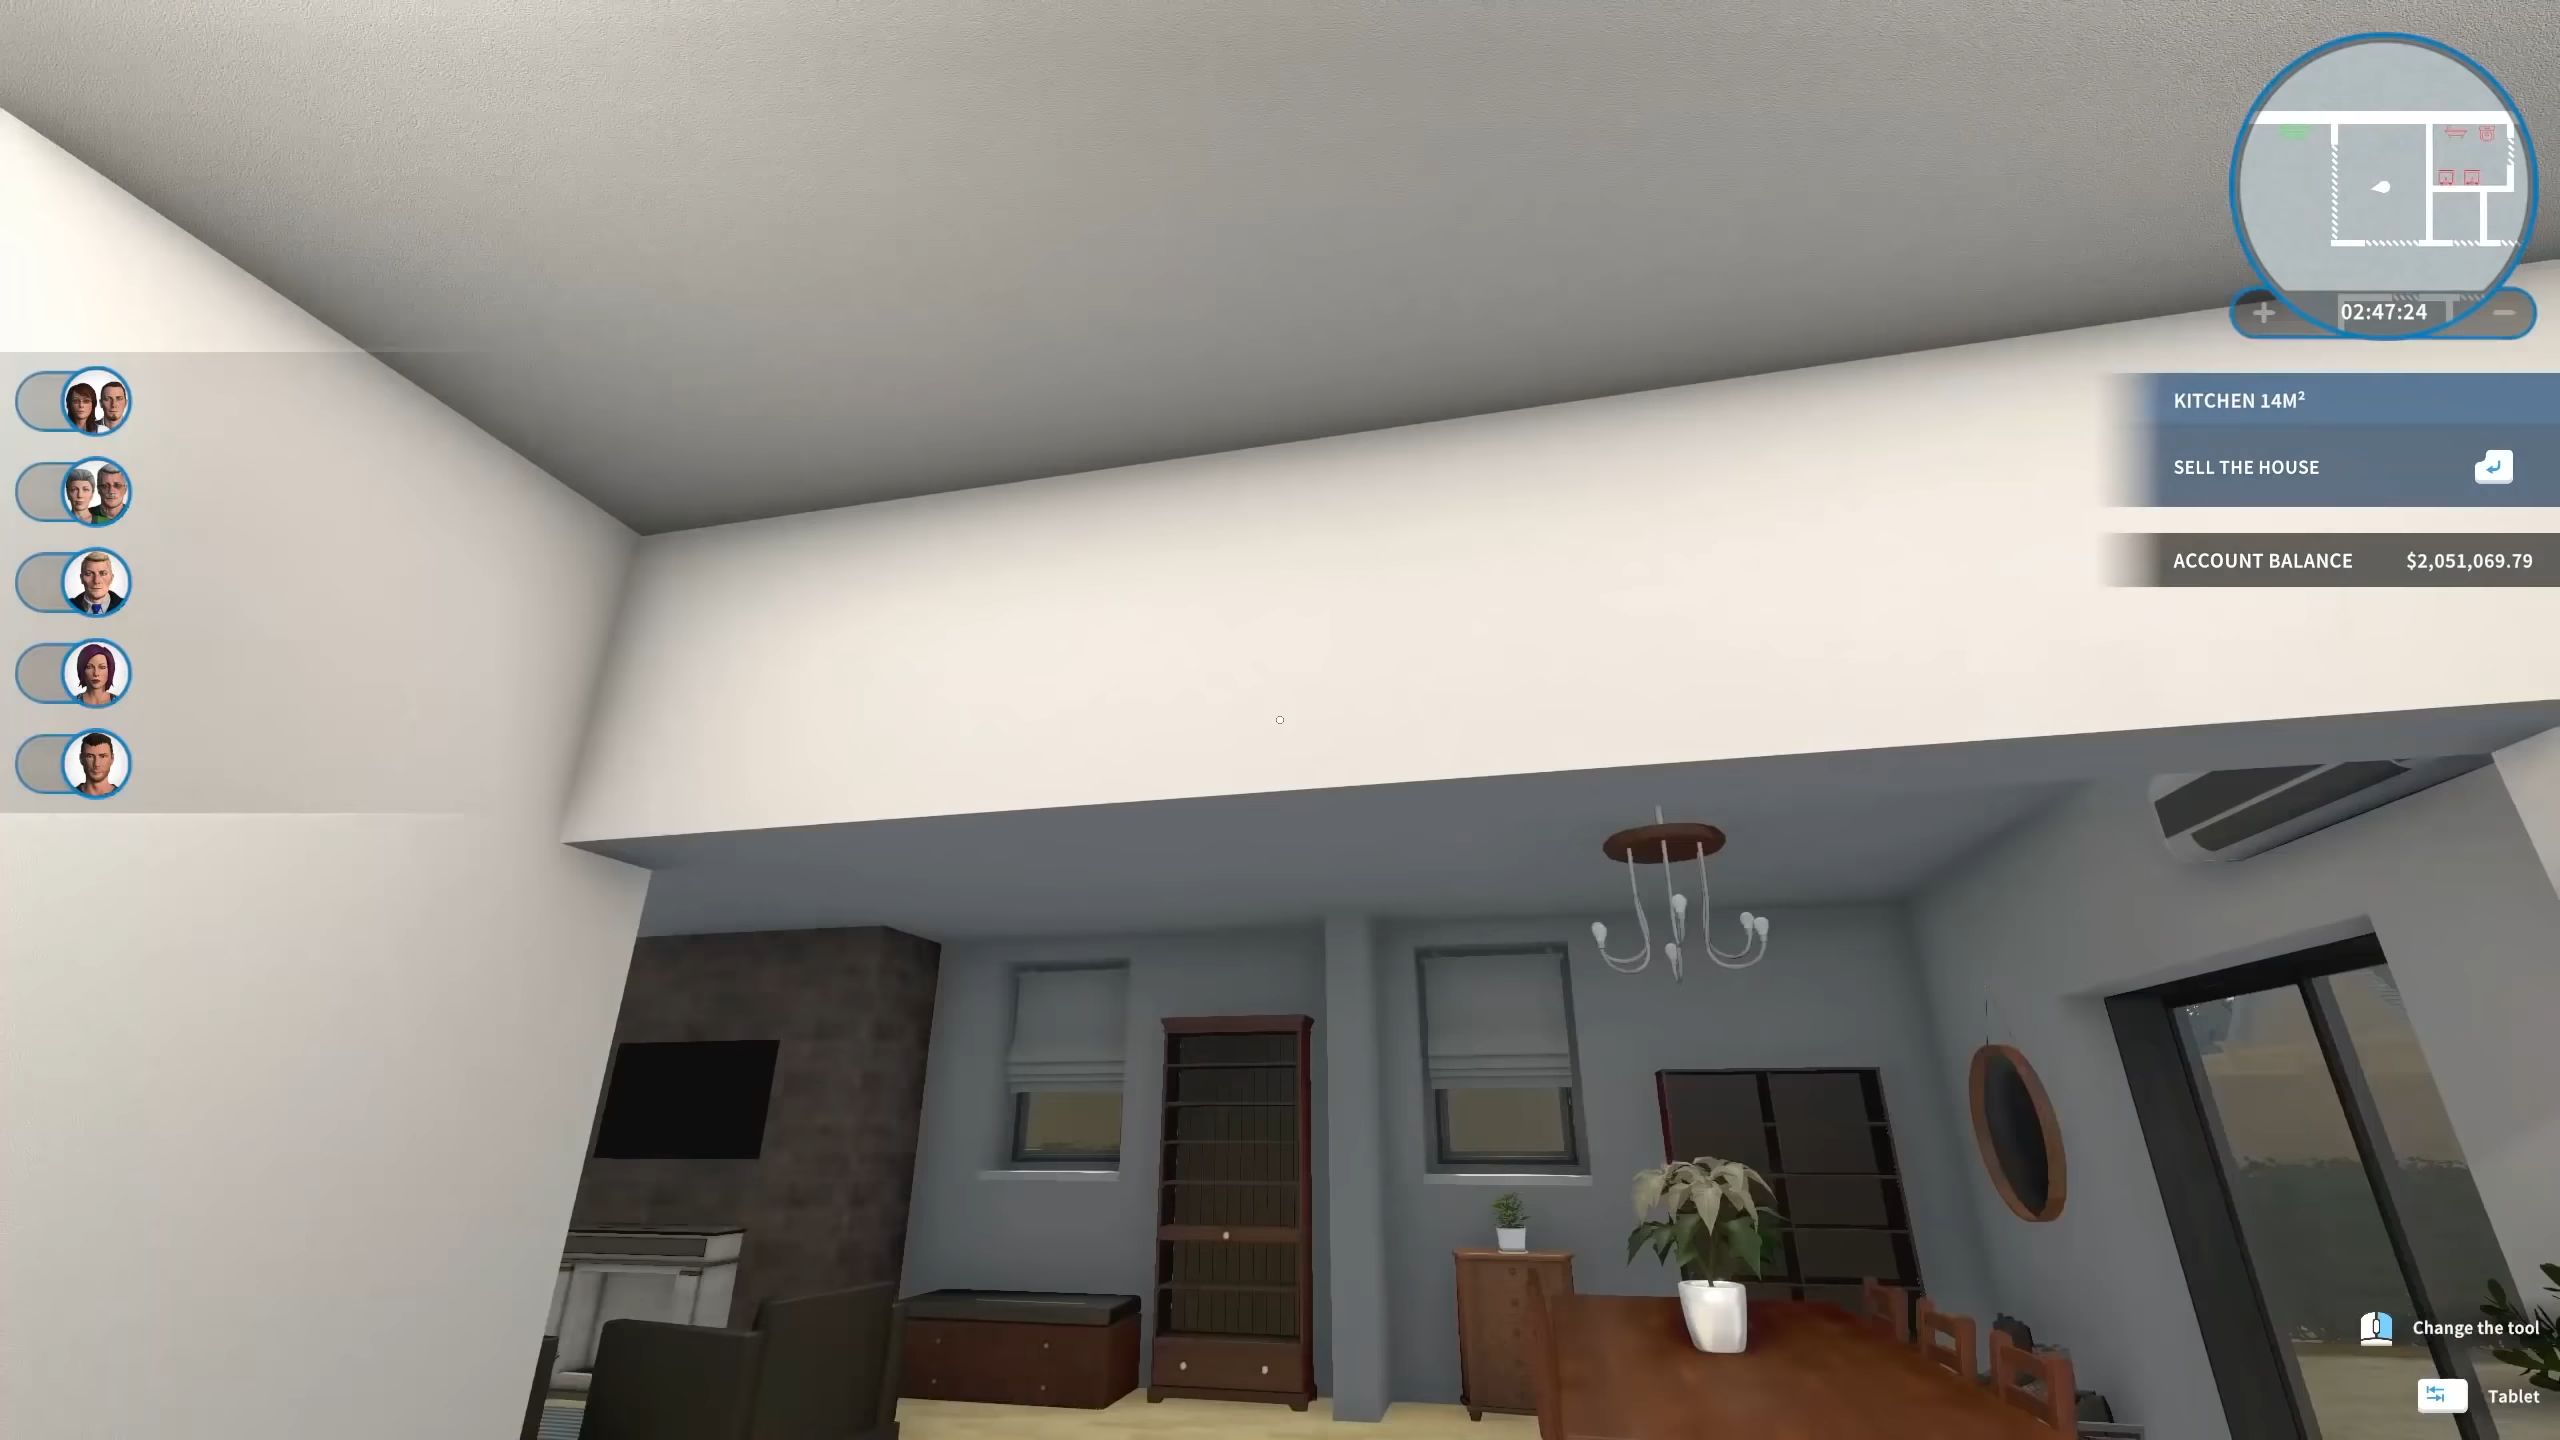 02:47:24
KITCHEN 14M²
SELL THE HOUSE
ACCOUNT BALANCE $2,051,069.79
Change the tool
Tablet